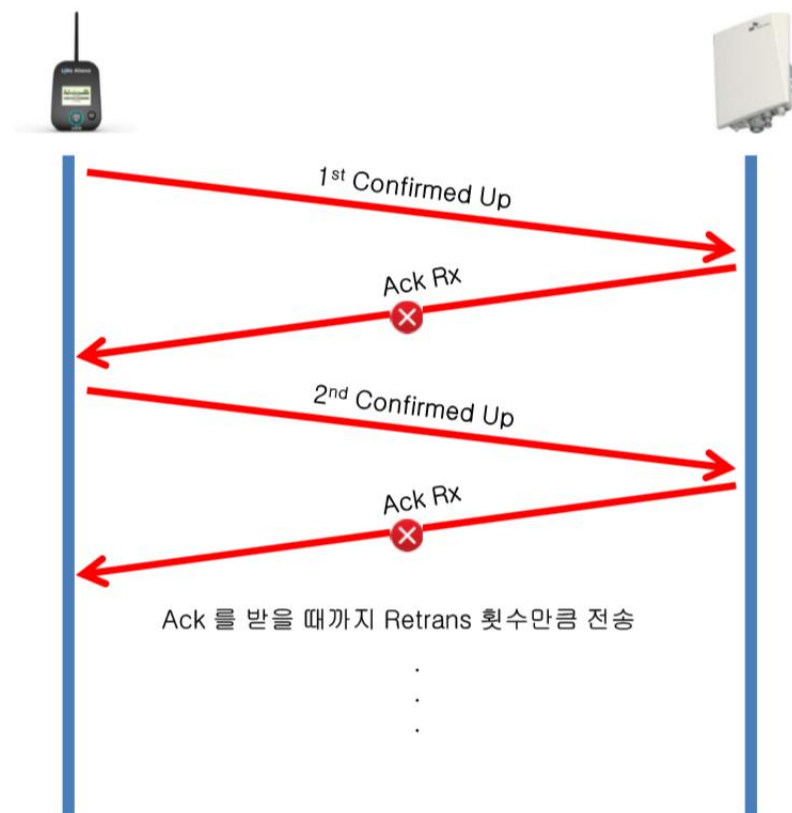 1st Confirmed Up
Ack Rx
2nd Confirmed Up
Ack Rx
Ack 를 받을 때까지 Retrans 횟수만큼 전송
.
.
.